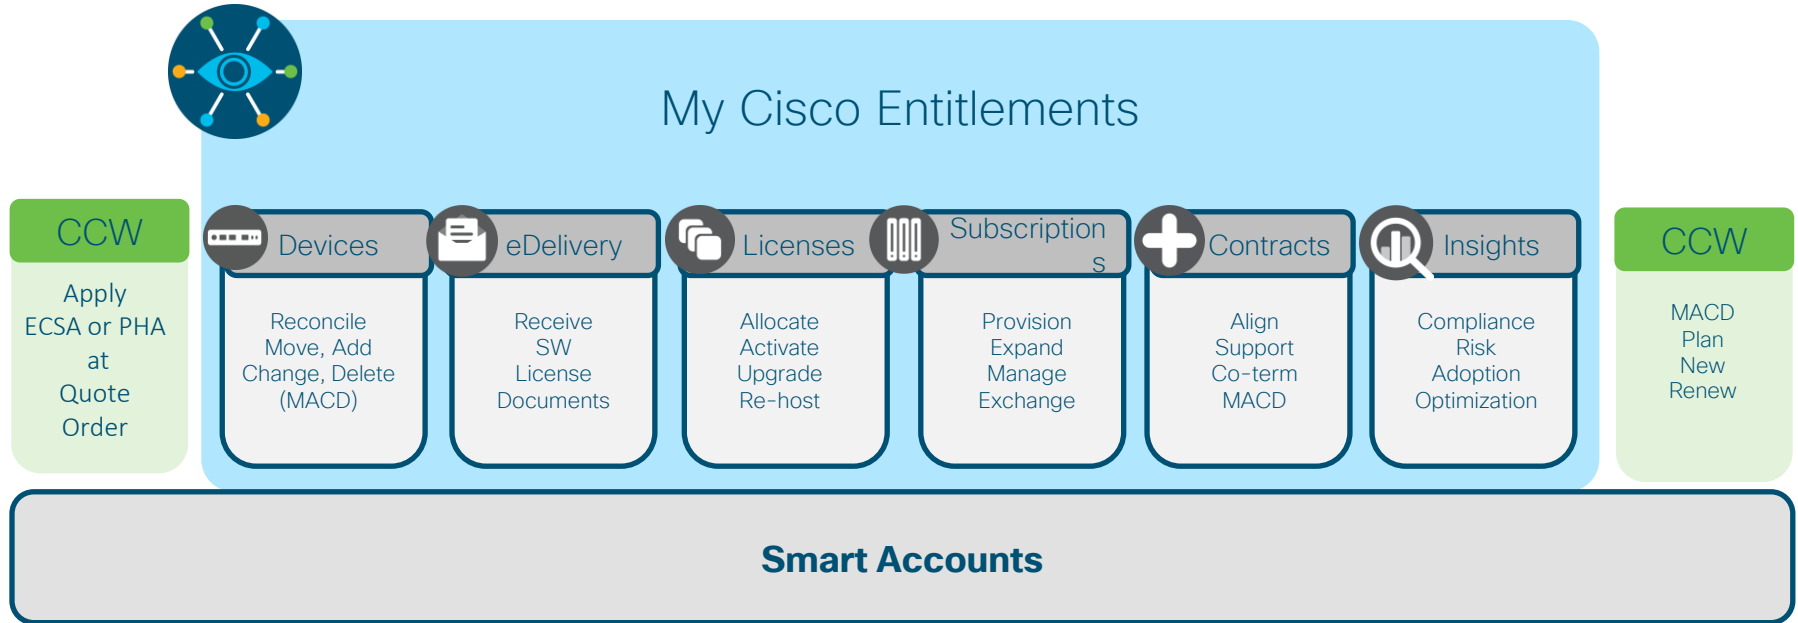 My Cisco Entitlements
CCW
Apply
ECSA or PHA
at
Quote
Order
Devices
Reconcile
Move, Add
Change, Delete
(MACD)
eDelivery
Receive
SW
License
Documents
Licenses
Allocate
Activate
Upgrade
Re-host
Subscription
s
Provision
Expand
Manage
Exchange
Contracts
Align
Support
Co-term
MACD
Insights
Compliance
Risk
Adoption
Optimization
CCW
MACD
Plan
New
Renew
Smart Accounts